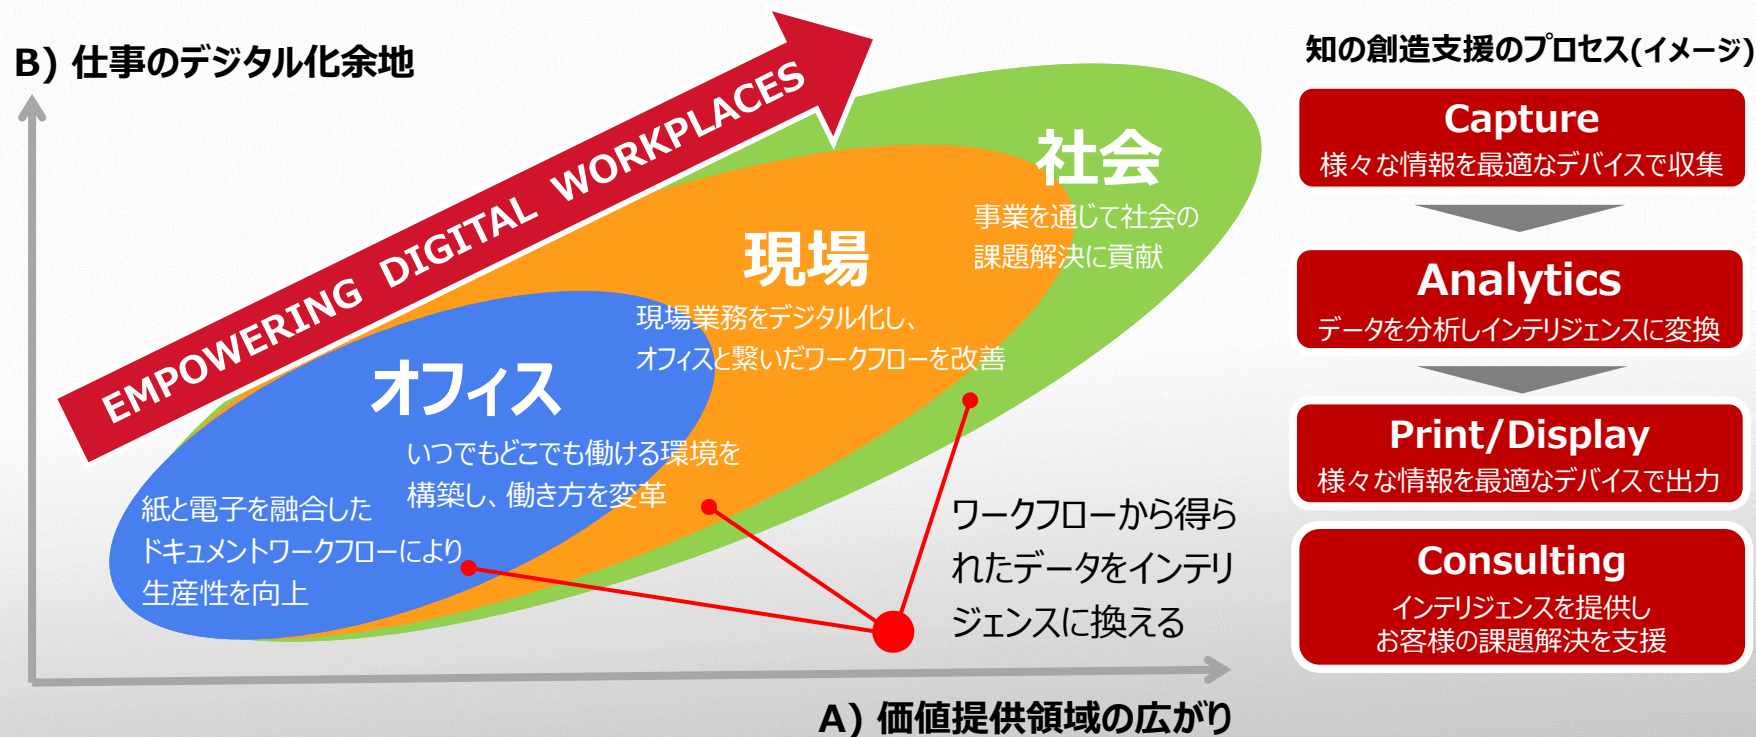 B) 仕事のデジタル化余地
EMPOWERING DIGITAL WORKPLACES
社会
事業を通じて社会の
課題解決に貢献
現場
現場業務をデジタル化し、
オフィスと繋いだワークフローを改善
オフィス
いつでもどこでも働ける環境を
構築し、働き方を変革
紙と電子を融合した
ドキュメントワークフローにより
生産性を向上
ワークフローから得ら
れたデータをインテリ
ジェンスに換える
A) 価値提供領域の広がり
知の創造支援のプロセス(イメージ)
Capture
様々な情報を最適なデバイスで収集
Analytics
データを分析しインテリジェンスに変換
Print/Display
様々な情報を最適なデバイスで出力
Consulting
インテリジェンスを提供し
お客様の課題解決を支援